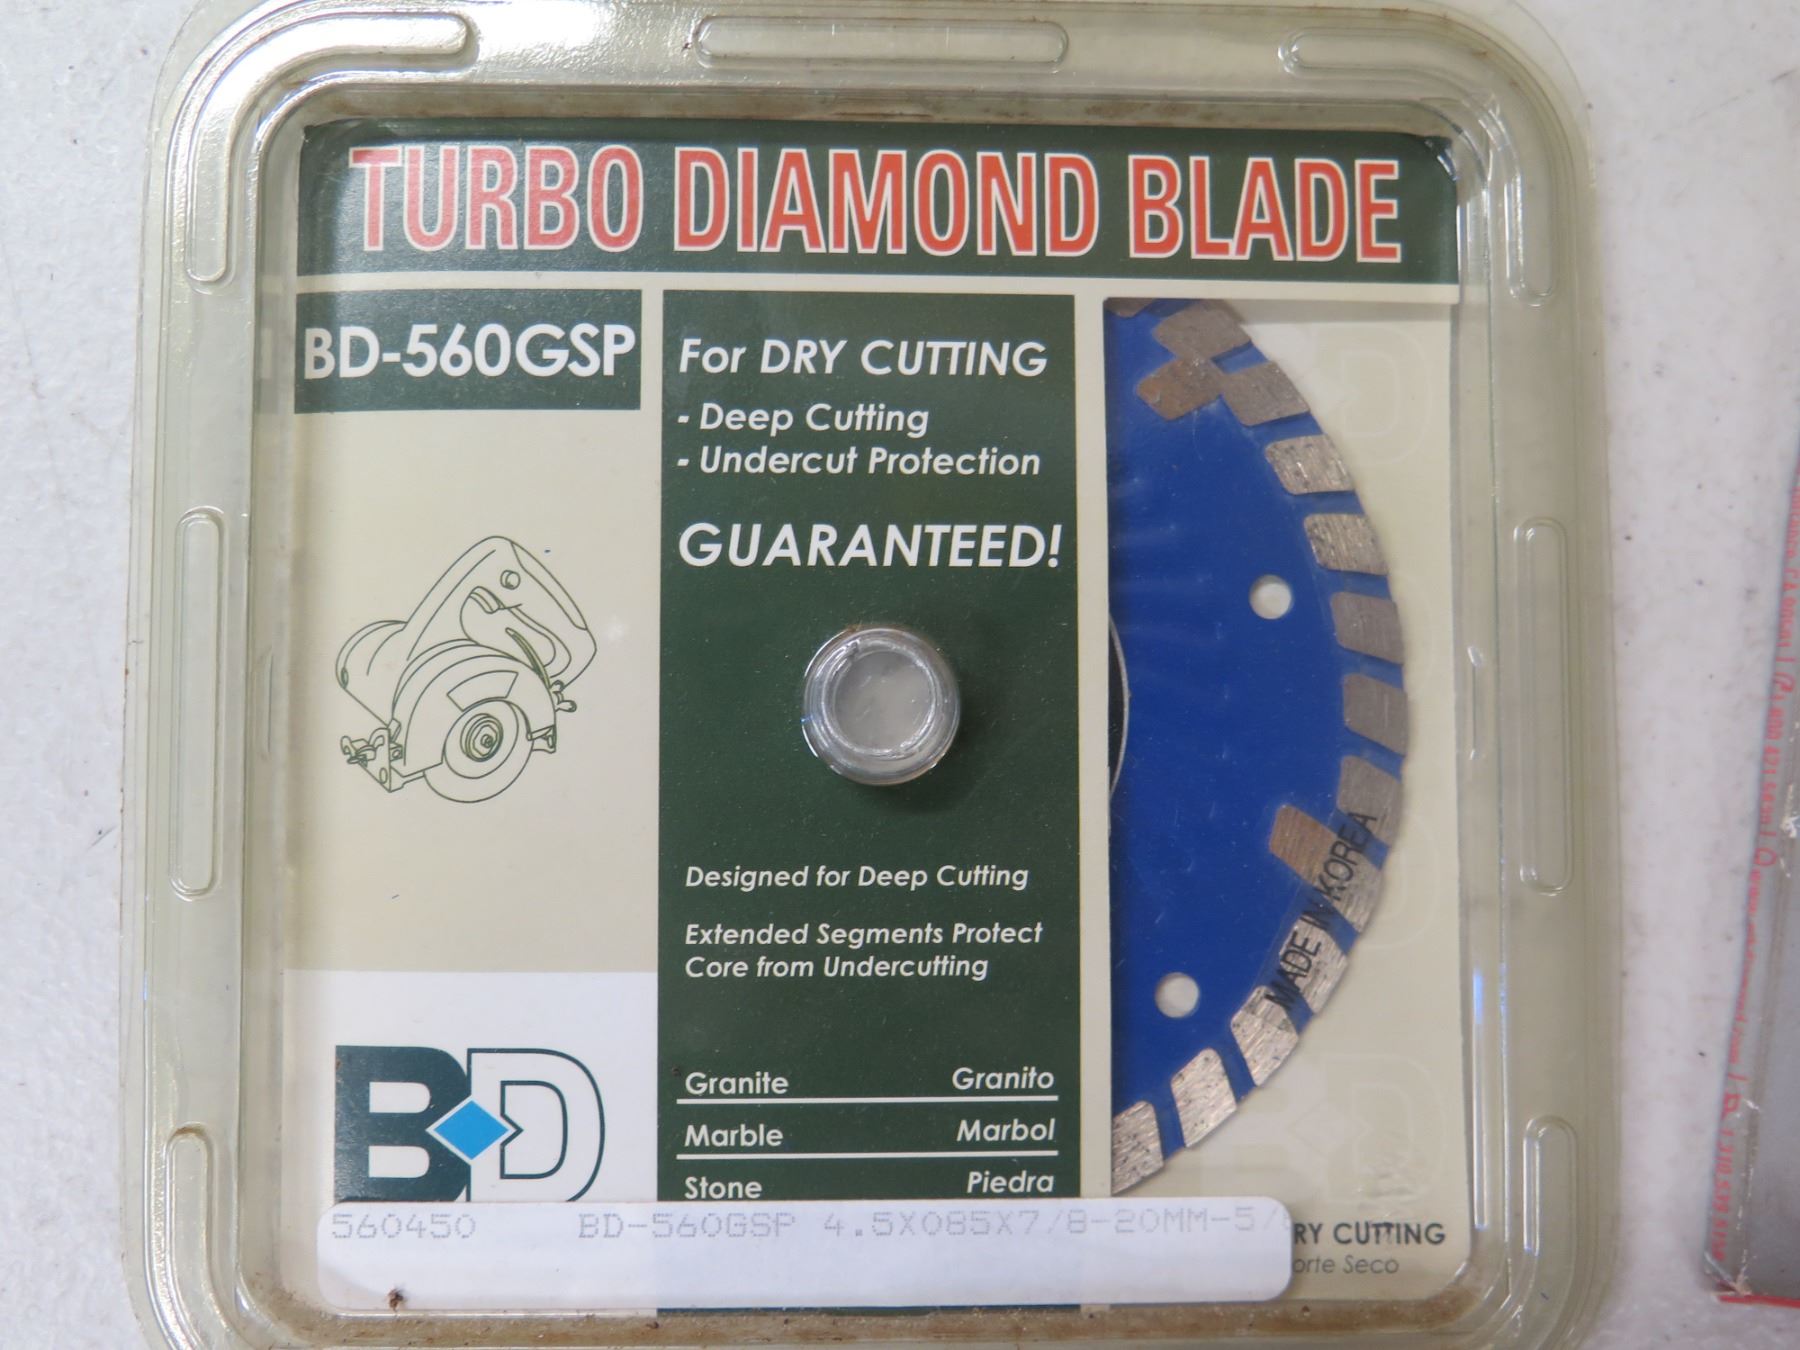 TURBO DIAMOND BLADE
BD-560GSP
For DRY CUTTING
- Deep Cutting
- Undercut Protection
GUARANTEED!
Designed for Deep Cutting
Extended Segments Protect
Core from Undercutting
MADE IN KOREA
BD
Granite Granito
Marble Marbol
Stone Piedra
560450 BD-560GSP 4.5X085X7/8-20MM-5/
RY CUTTING
orte Seco